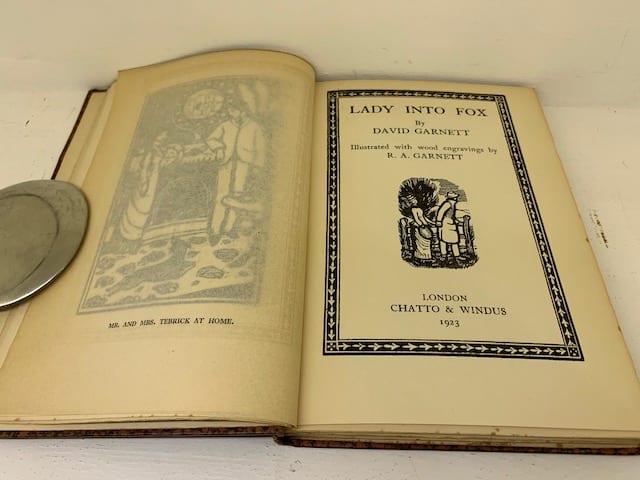 MR. AND MRS. TEBRICK AT HOME.
LADY INTO FOX
By
DAVID GARNETT
Illustrated with wood engravings by
R. A. GARNETT
LONDON
CHATTO & WINDUS
1923